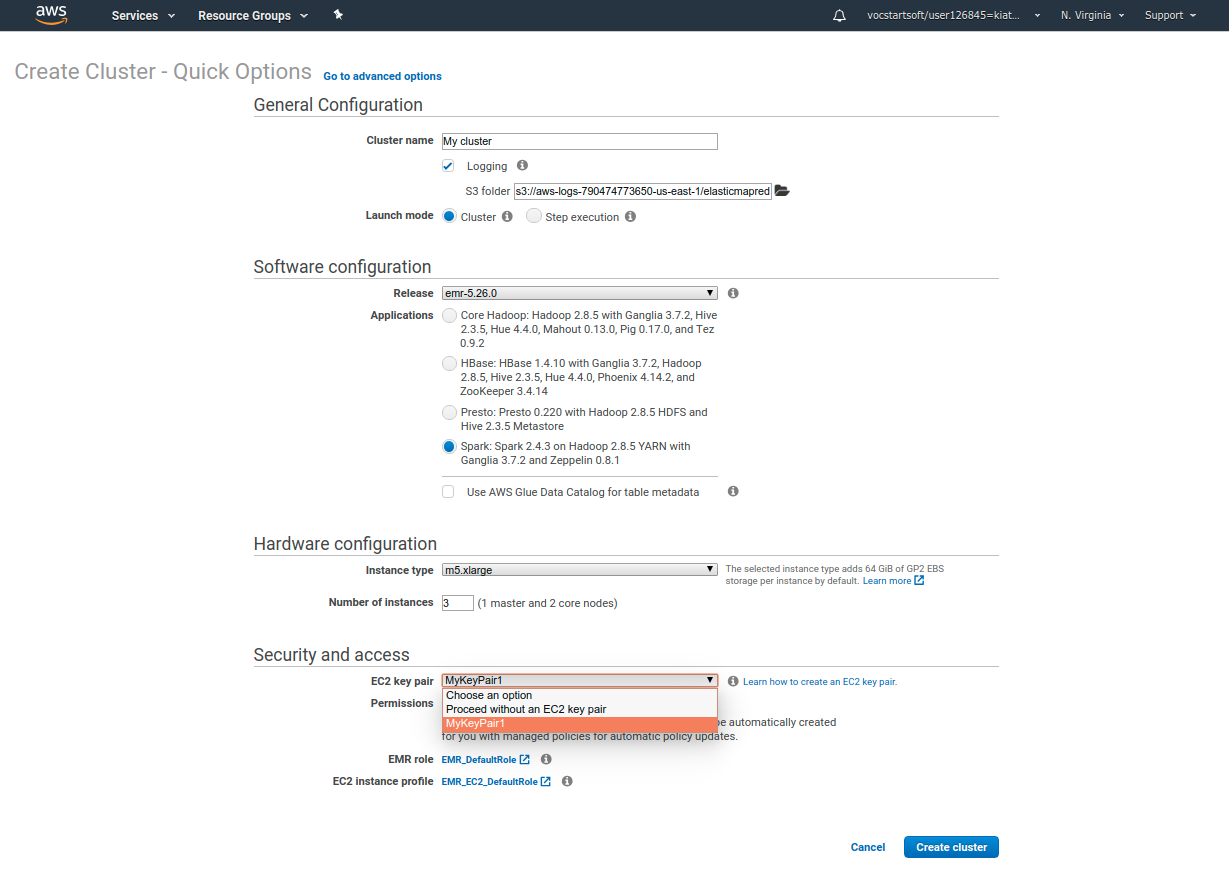 aws Services Resource Groups vocstartsoft/user126845=kiat... N. Virginia Support
Create Cluster - Quick Options Go to advanced options
General Configuration
Cluster name My cluster
Logging
S3 folder s3://aws-logs-790474773650-us-east-1/elasticmapred
Launch mode Cluster Step execution
Software configuration
Release emr-5.26.0
Applications Core Hadoop: Hadoop 2.8.5 with Ganglia 3.7.2, Hive
2.3.5, Hue 4.4.0, Mahout 0.13.0, Pig 0.17.0, and Tez
0.9.2
HBase: HBase 1.4.10 with Ganglia 3.7.2, Hadoop
2.8.5, Hive 2.3.5, Hue 4.4.0, Phoenix 4.14.2, and
ZooKeeper 3.4.14
Presto: Presto 0.220 with Hadoop 2.8.5 HDFS and
Hive 2.3.5 Metastore
Spark: Spark 2.4.3 on Hadoop 2.8.5 YARN with
Ganglia 3.7.2 and Zeppelin 0.8.1
Use AWS Glue Data Catalog for table metadata
Hardware configuration
Instance type m5.xlarge The selected instance type adds 64 GiB of GP2 EBS
storage per instance by default. Learn more
Number of instances 3 (1 master and 2 core nodes)
Security and access
EC2 key pair MyKeyPair1 Learn how to create an EC2 key pair.
Choose an option
Permissions Proceed without an EC2 key pair
MyKeyPair1 be automatically created
for you with managed policies for automatic policy updates.
EMR role EMR_DefaultRole
EC2 instance profile EMR_EC2_DefaultRole
Cancel Create cluster